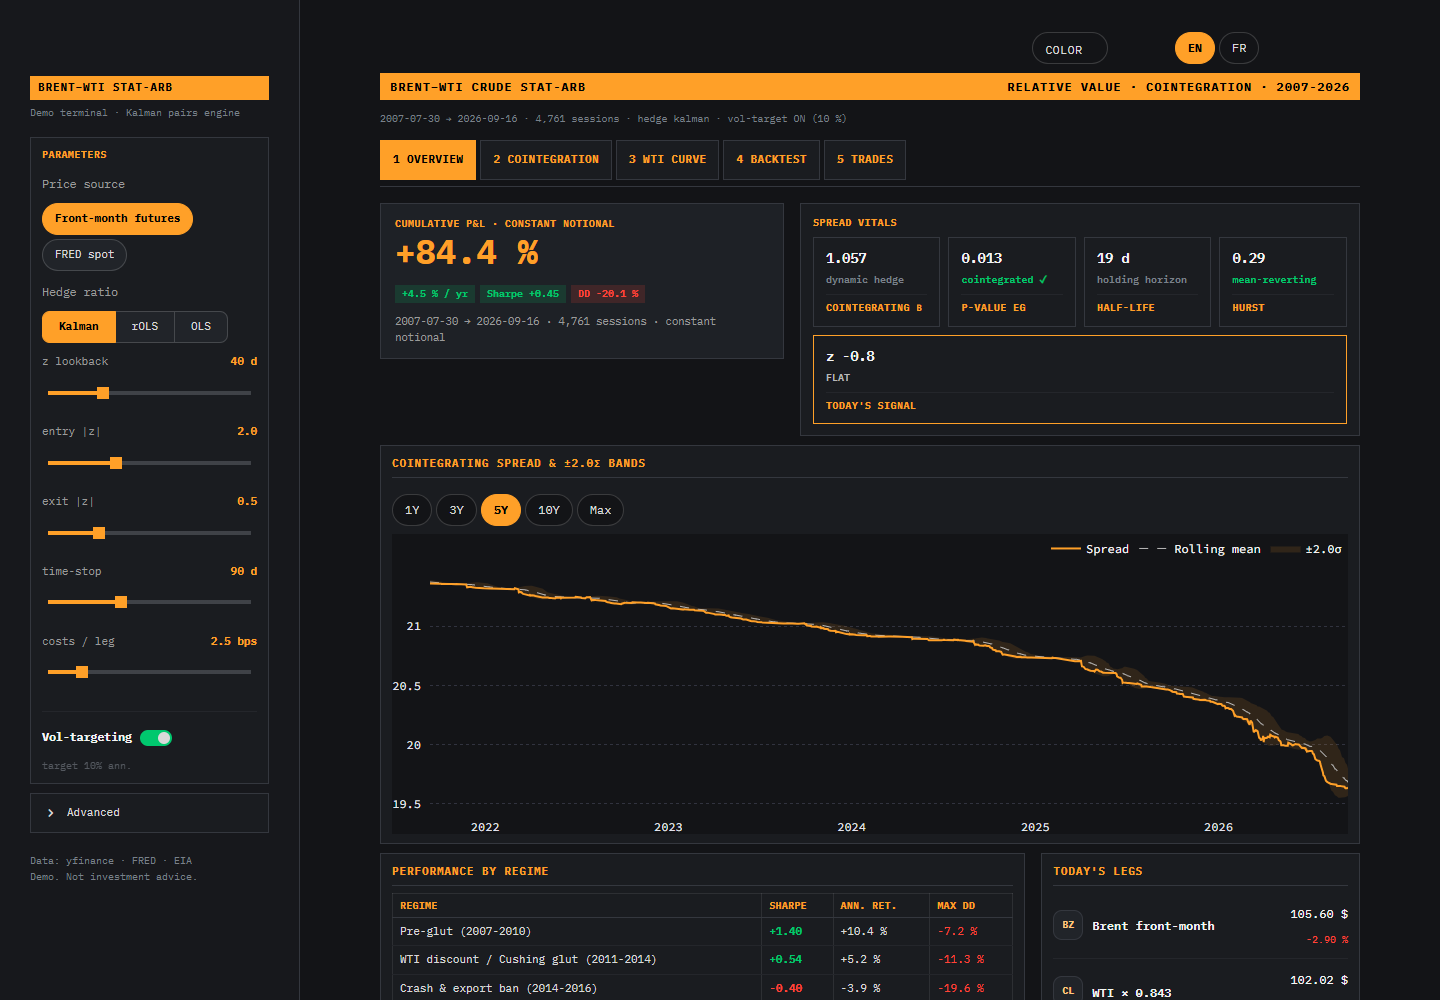 BRENT–WTI STAT-ARB
Demo terminal · Kalman pairs engine
PARAMETERS
Price source
Front-month futures
FRED spot
Hedge ratio
Kalman rOLS OLS
z lookback 40 d
entry |z| 2.0
exit |z| 0.5
time-stop 90 d
costs / leg 2.5 bps
Vol-targeting
target 10% ann.
Advanced
Data: yfinance · FRED · EIA
Demo. Not investment advice.
COLOR EN FR
BRENT–WTI CRUDE STAT-ARB RELATIVE VALUE · COINTEGRATION · 2007-2026
2007-07-30 → 2026-09-16 · 4,761 sessions · hedge kalman · vol-target ON (10 %)
1 OVERVIEW 2 COINTEGRATION 3 WTI CURVE 4 BACKTEST 5 TRADES
CUMULATIVE P&L · CONSTANT NOTIONAL
+84.4 %
+4.5 % / yr Sharpe +0.45 DD -20.1 %
2007-07-30 → 2026-09-16 · 4,761 sessions · constant
notional
SPREAD VITALS
1.057
dynamic hedge
COINTEGRATING Β
0.013
cointegrated ✓
P-VALUE EG
19 d
holding horizon
HALF-LIFE
0.29
mean-reverting
HURST
z -0.8
FLAT
TODAY'S SIGNAL
COINTEGRATING SPREAD & ±2.0Σ BANDS
1Y 3Y 5Y 10Y Max
Spread Rolling mean ±2.0σ
21
20.5
20
19.5
2022 2023 2024 2025 2026
PERFORMANCE BY REGIME
REGIME SHARPE ANN. RET. MAX DD
Pre-glut (2007-2010) +1.40 +10.4 % -7.2 %
WTI discount / Cushing glut (2011-2014) +0.54 +5.2 % -11.3 %
Crash & export ban (2014-2016) -0.40 -3.9 % -19.6 %
TODAY'S LEGS
BZ Brent front-month 105.60 $
-2.90 %
CL WTI × 0.843 102.02 $